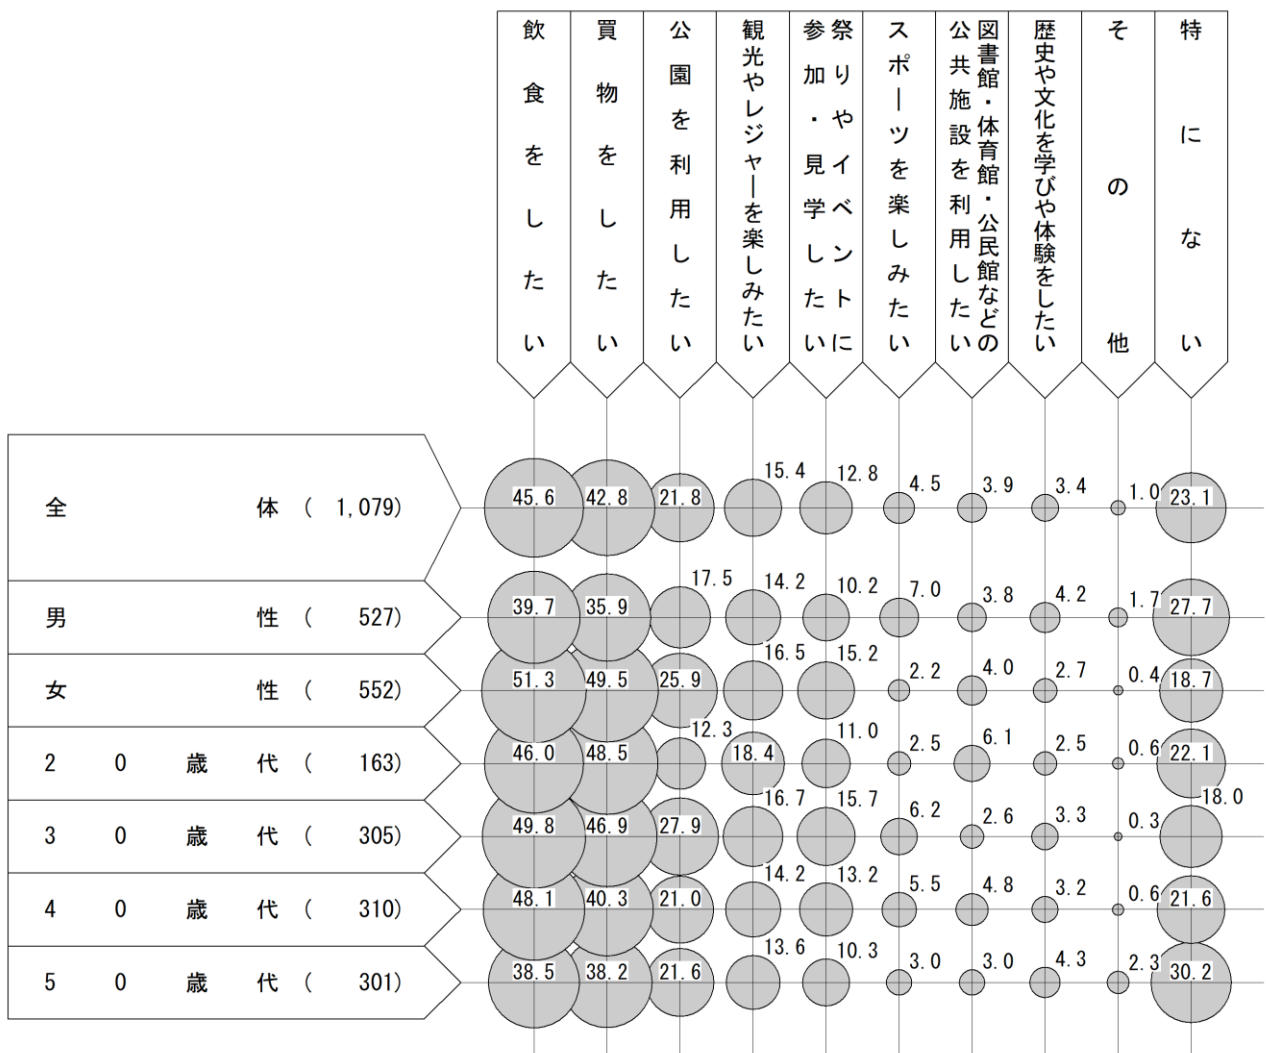 飲食をしたい
買物をしたい
公園を利用したい
観光やレジャーを楽しみたい
祭りやイベントに
参加・見学したい
スポーツを楽しみたい
図書館・体育館・公民館などの
公共施設を利用したい
歴史や文化を学びや体験をしたい
その他
特にない
全体（1,079）
45.6 42.8 21.8 15.4 12.8 4.5 3.9 3.4 1.0 23.1
男性（527）
39.7 35.9 17.5 14.2 10.2 7.0 3.8 4.2 1.7 27.7
女性（552）
51.3 49.5 25.9 16.5 15.2 2.2 4.0 2.7 0.4 18.7
２０歳代（163）
46.0 48.5 12.3 18.4 11.0 2.5 6.1 2.5 0.6 22.1
３０歳代（305）
49.8 46.9 27.9 16.7 15.7 6.2 2.6 3.3 0.3 18.0
４０歳代（310）
48.1 40.3 21.0 14.2 13.2 5.5 4.8 3.2 0.6 21.6
５０歳代（301）
38.5 38.2 21.6 13.6 10.3 3.0 3.0 4.3 2.3 30.2